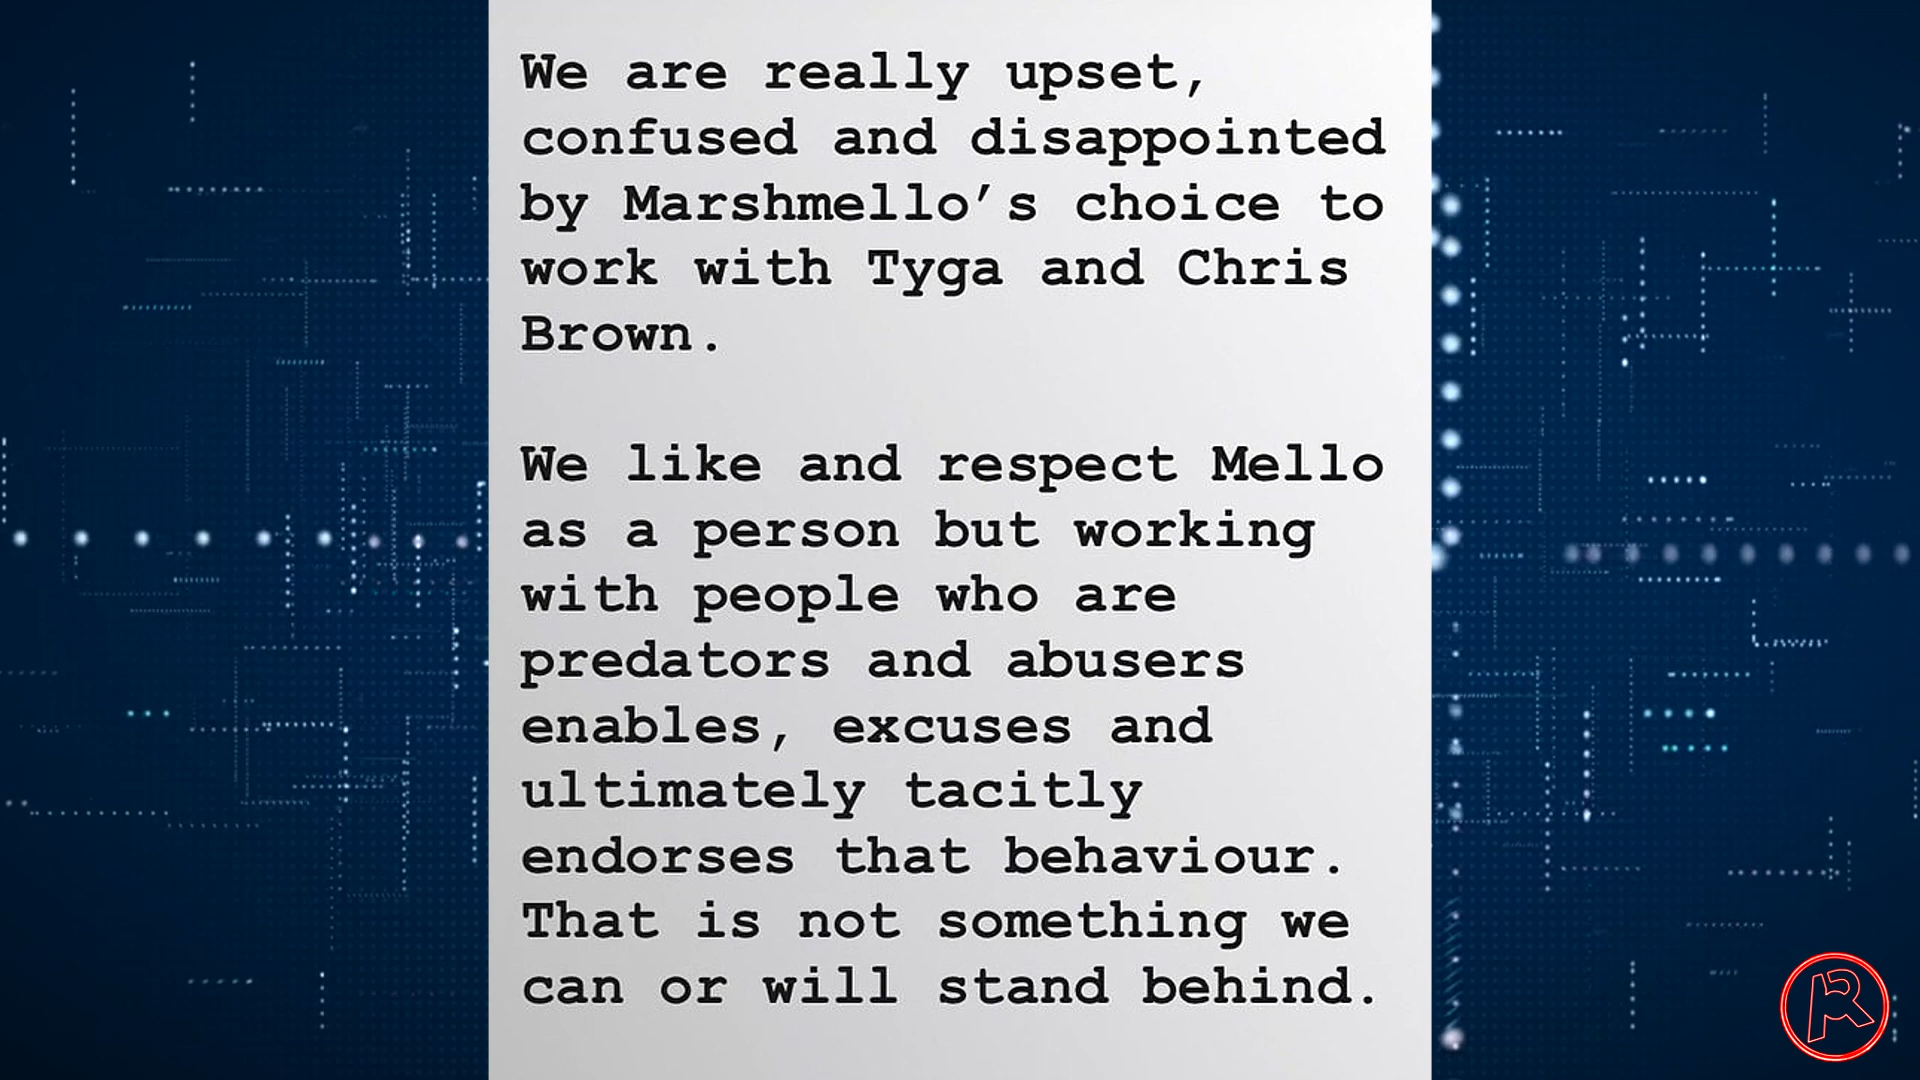 We are really upset,
confused and disappointed
by Marshmello’s choice to
work with Tyga and Chris
Brown.
We like and respect Mello
as a person but working
with people who are
predators and abusers
enables, excuses and
ultimately tacitly
endorses that behaviour.
That is not something we
can or will stand behind.